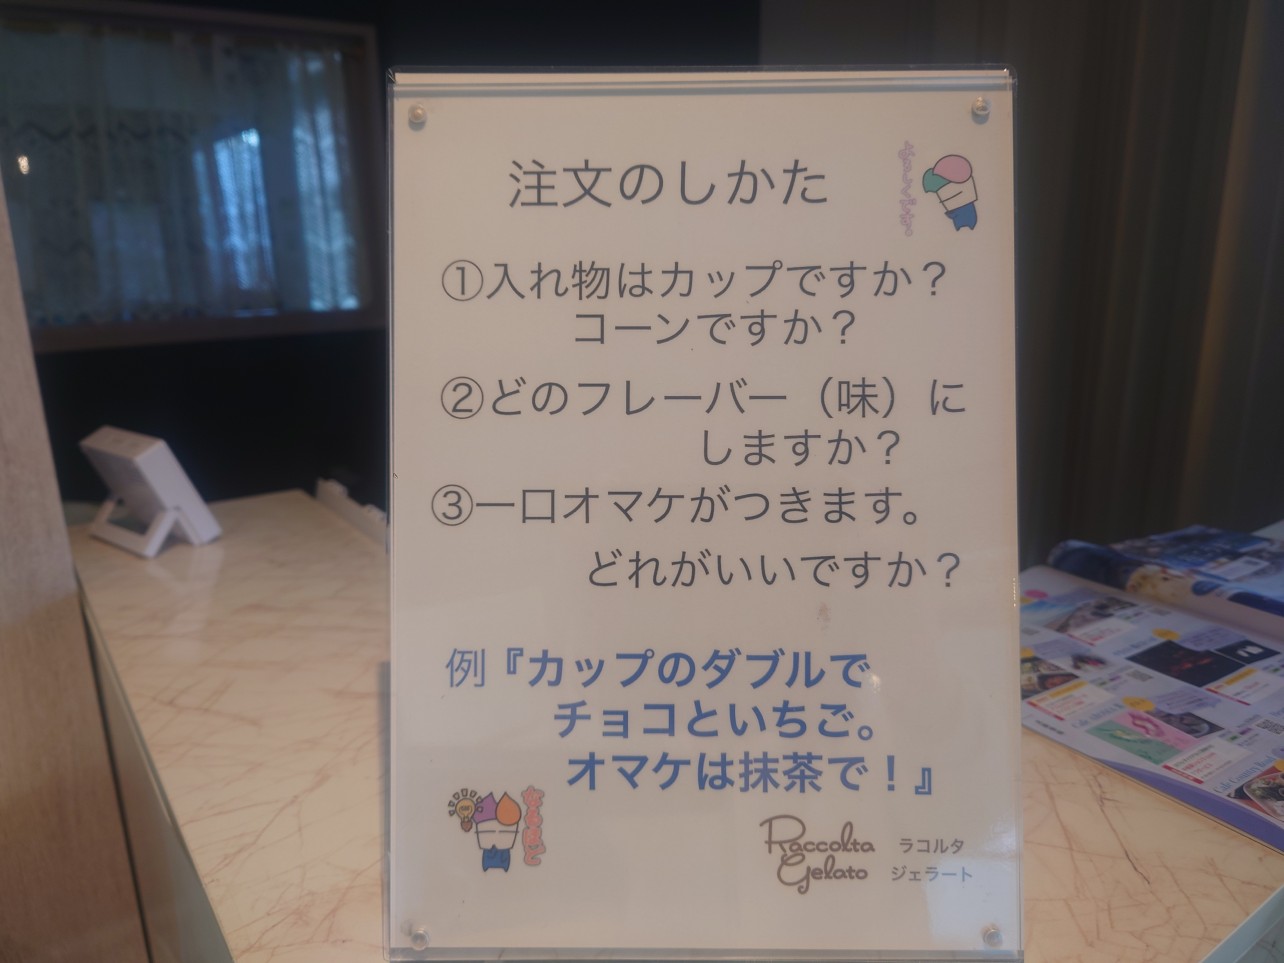 注文のしかた
①入れ物はカップですか？
コーンですか？
②どのフレーバー（味）に
しますか？
③一口オマケがつきます。
どれがいいですか？
例『カップのダブルで
チョコといちご。
オマケは抹茶で！』
なるほど
Raccolta
Gelato
ラコルタ
ジェラート